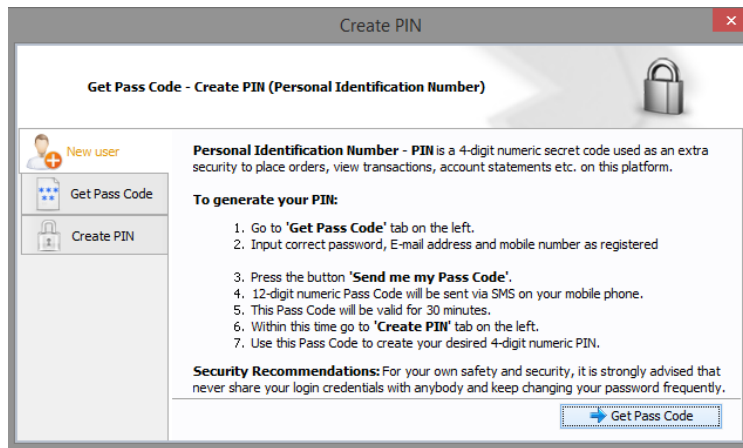 Create PIN
Get Pass Code - Create PIN (Personal Identification Number)
New user
Get Pass Code
Create PIN
Personal Identification Number - PIN is a 4-digit numeric secret code used as an extra
security to place orders, view transactions, account statements etc. on this platform.
To generate your PIN:
1. Go to 'Get Pass Code' tab on the left.
2. Input correct password, E-mail address and mobile number as registered
3. Press the button 'Send me my Pass Code'.
4. 12-digit numeric Pass Code will be sent via SMS on your mobile phone.
5. This Pass Code will be valid for 30 minutes.
6. Within this time go to 'Create PIN' tab on the left.
7. Use this Pass Code to create your desired 4-digit numeric PIN.
Security Recommendations: For your own safety and security, it is strongly advised that
never share your login credentials with anybody and keep changing your password frequently.
Get Pass Code